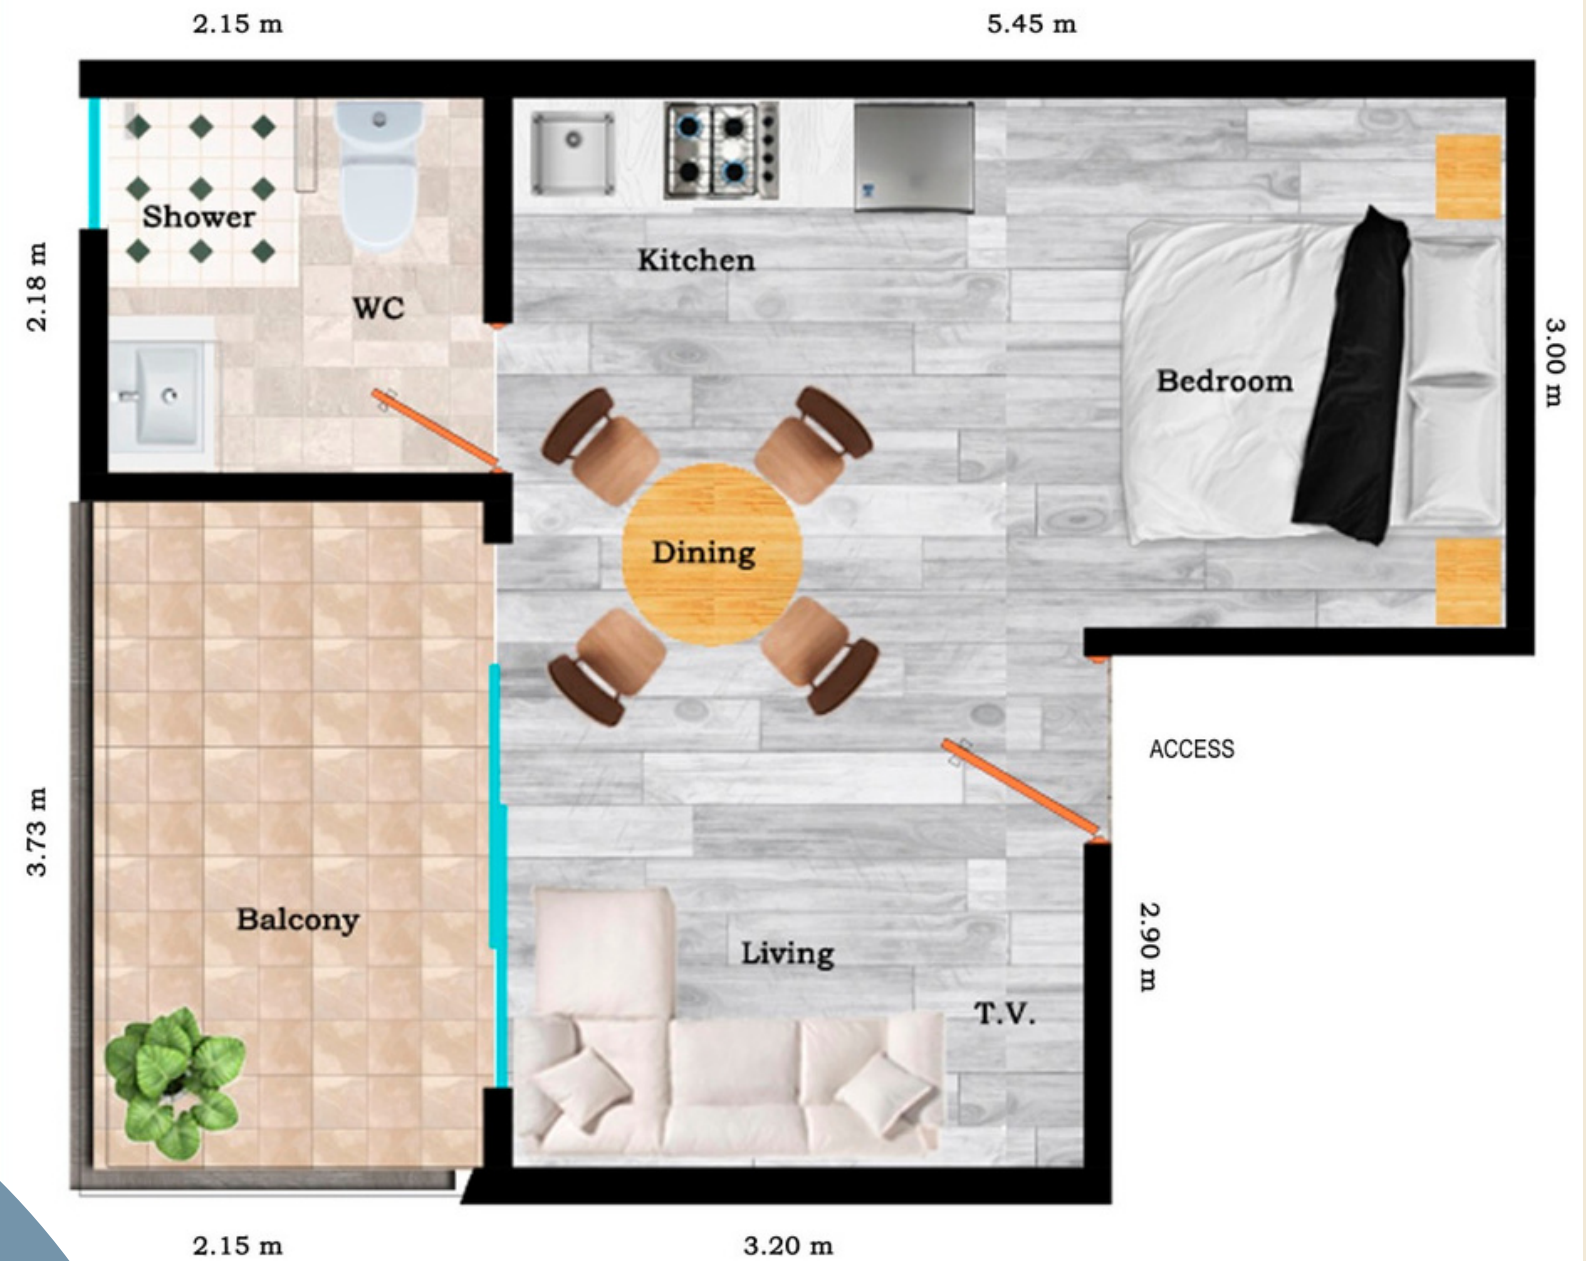 2.15 m
5.45 m
Shower
2.18 m
WC
Kitchen
Bedroom
3.00 m
Dining
ACCESS
3.73 m
Balcony
Living
2.90 m
T.V.
2.15 m
3.20 m